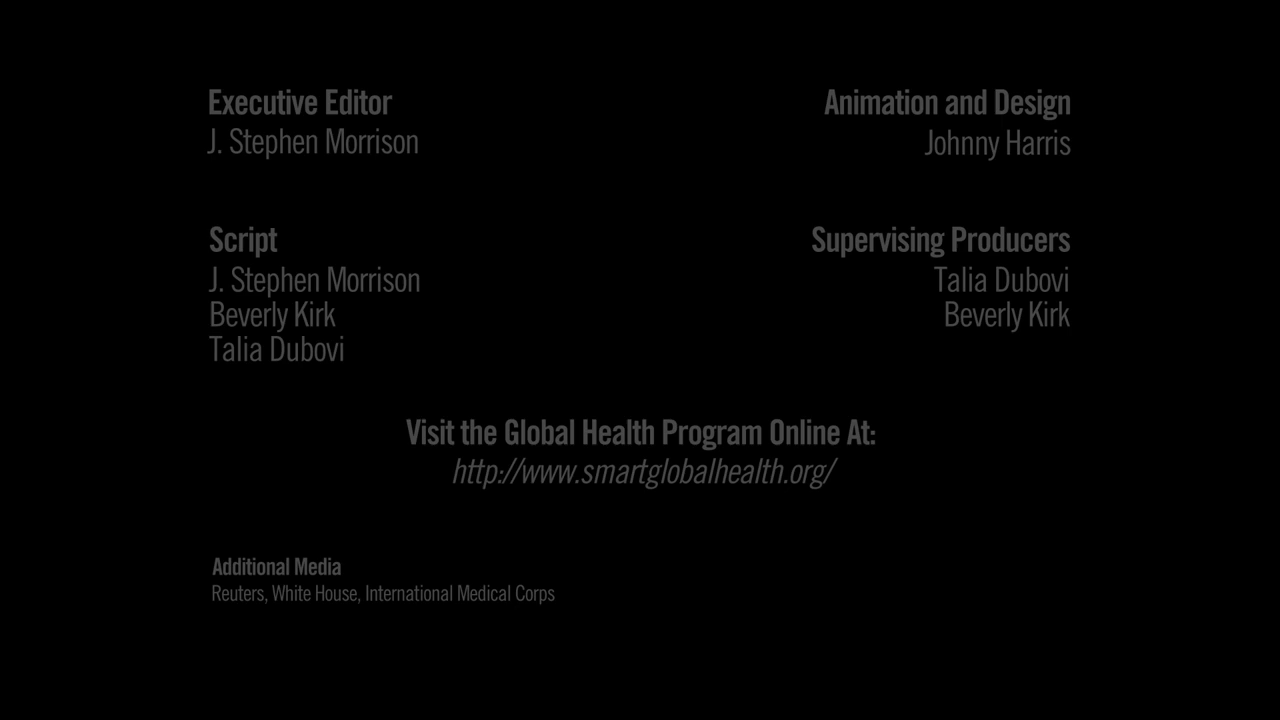 Executive Editor
J. Stephen Morrison
Animation and Design
Johnny Harris
Script
J. Stephen Morrison
Beverly Kirk
Talia Dubovi
Supervising Producers
Talia Dubovi
Beverly Kirk
Visit the Global Health Program Online At:
http://www.smartglobalhealth.org/
Additional Media
Reuters, White House, International Medical Corps